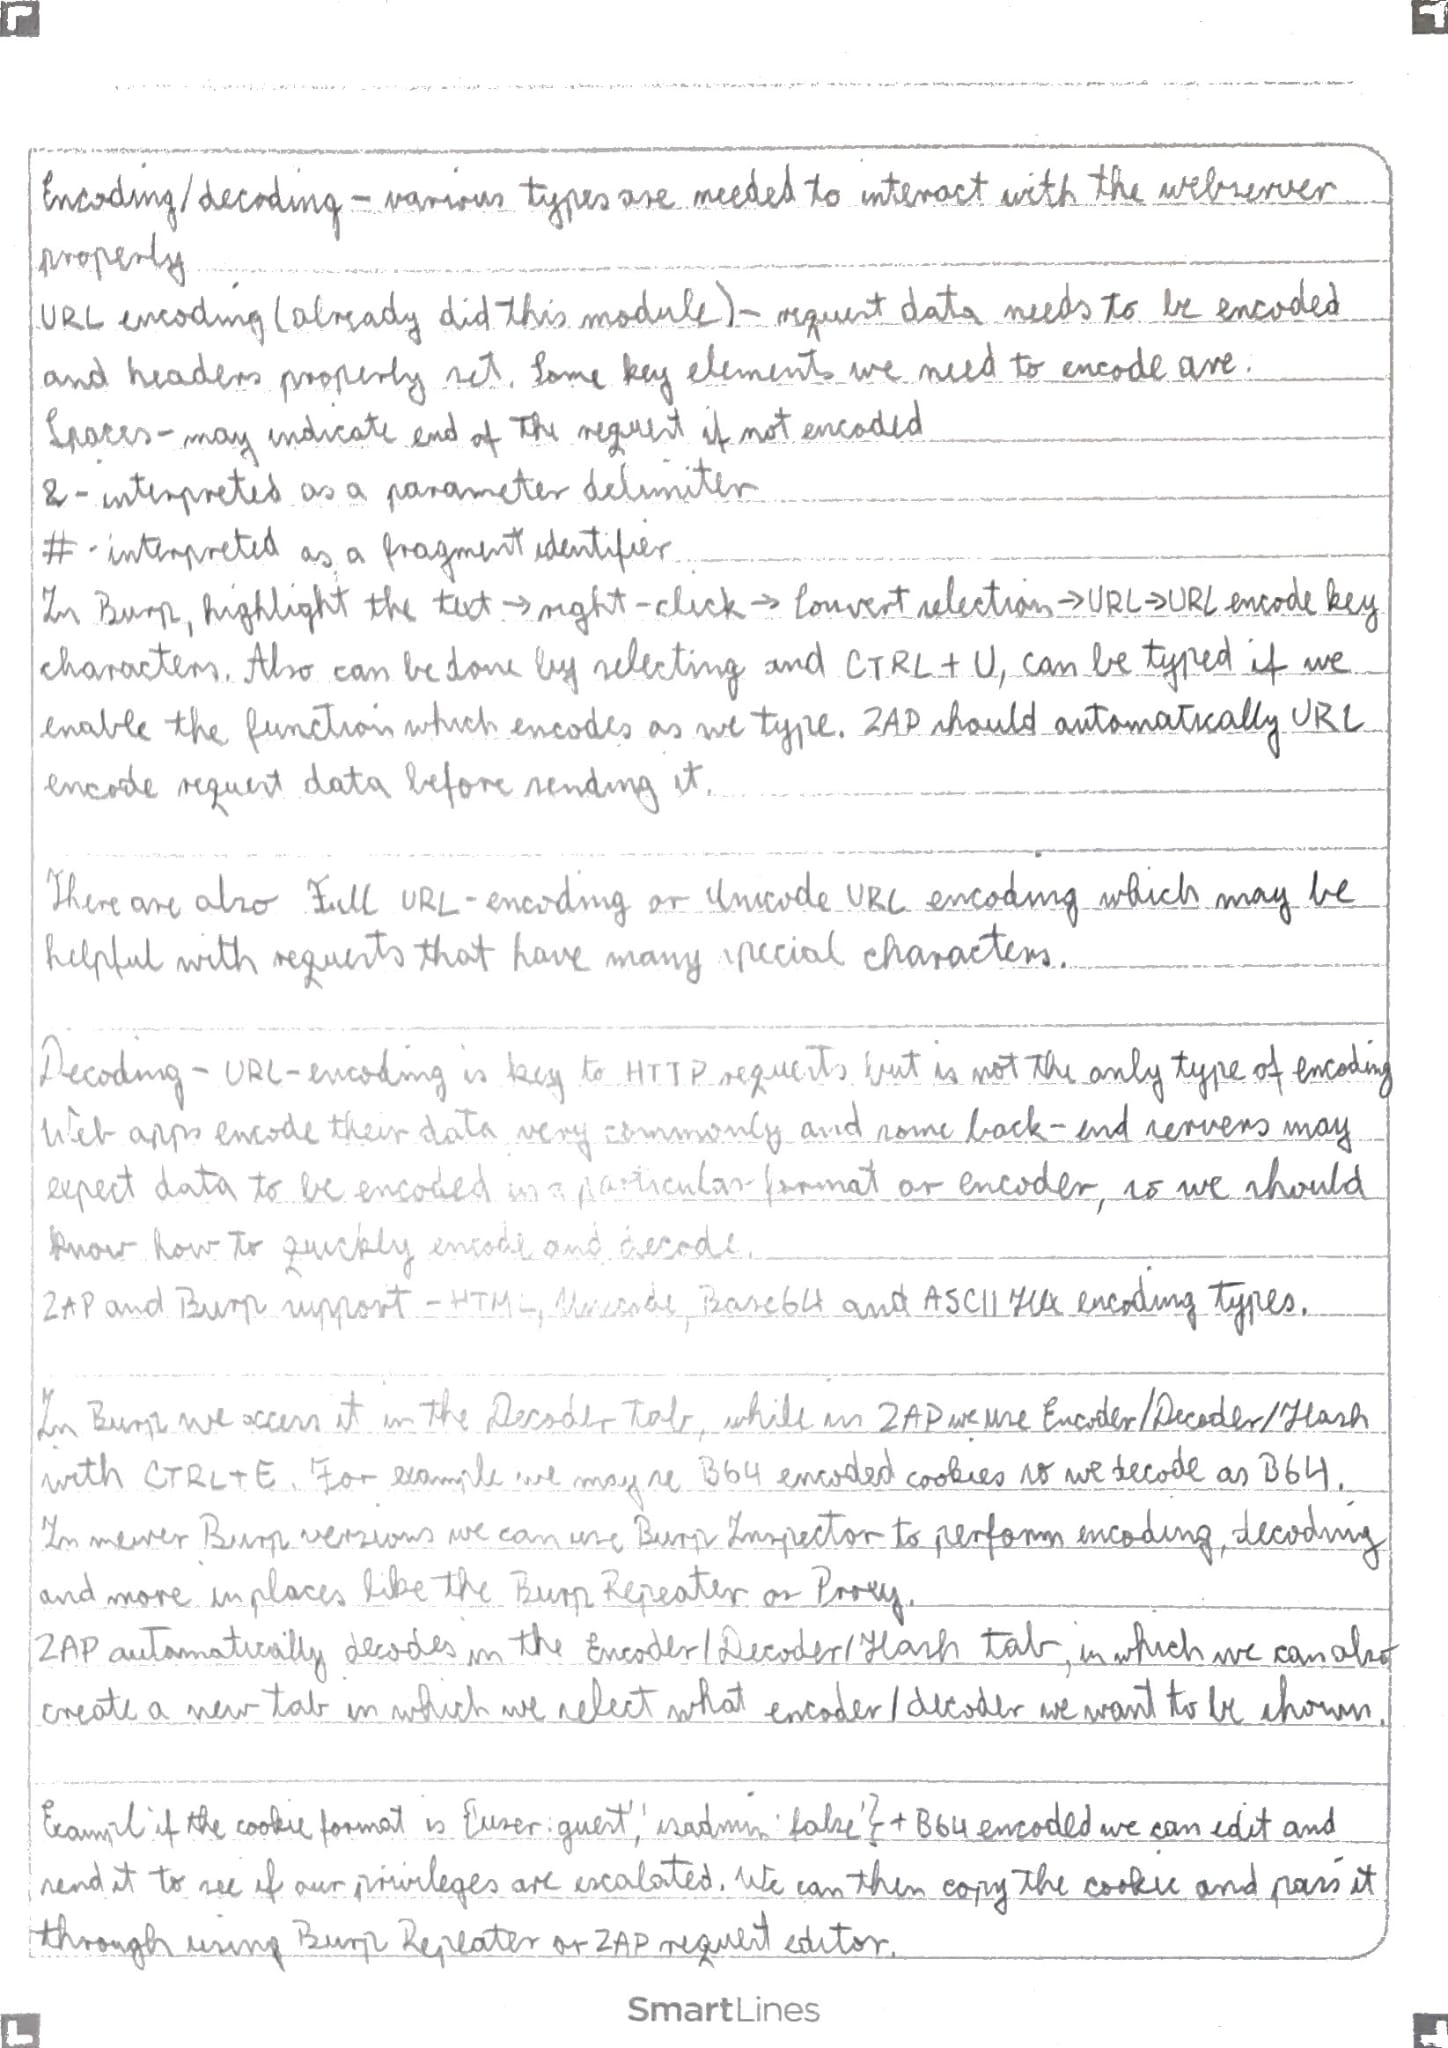 Encoding/decoding - various types are needed to interact with the webserver
properly
URL encoding (already did this module) - request data needs to be encoded
and headers properly set. Some key elements we need to encode are:
Spaces - may indicate end of the request if not encoded
& - interpreted as a parameter delimiter
# - interpreted as a fragment identifier
In Burp, highlight the text → right-click → Convert selection → URL → URL encode key
characters. Also can be done by selecting and CTRL + U, can be typed if we
enable the function which encodes as we type. ZAP should automatically URL
encode request data before sending it.
There are also Full URL-encoding or Unicode URL encoding which may be
helpful with requests that have many special characters.
Decoding - URL-encoding is key to HTTP requests but is not the only type of encoding
Web apps encode their data very commonly and some back-end servers may
expect data to be encoded in a particular format or encoder, so we should
know how to quickly encode and decode.
ZAP and Burp support - HTML, Unicode, Base64 and ASCII Hex encoding types.
In Burp we access it in the Decoder tab, while in ZAP we use Encoder/Decoder/Hash
with CTRL+E. For example we may see B64 encoded cookies so we decode as B64.
In newer Burp versions we can use Burp Inspector to perform encoding, decoding
and more in places like the Burp Repeater or Proxy.
ZAP automatically decodes in the Encoder/Decoder/Hash tab, in which we can also
create a new tab in which we select what encoder/decoder we want to be shown.
Exampl if the cookie format is {'user:guest',' isadmin: false'} + B64 encoded we can edit and
send it to see if our privileges are escalated. We can then copy the cookie and pass it
through using Burp Repeater or ZAP request editor.
SmartLines